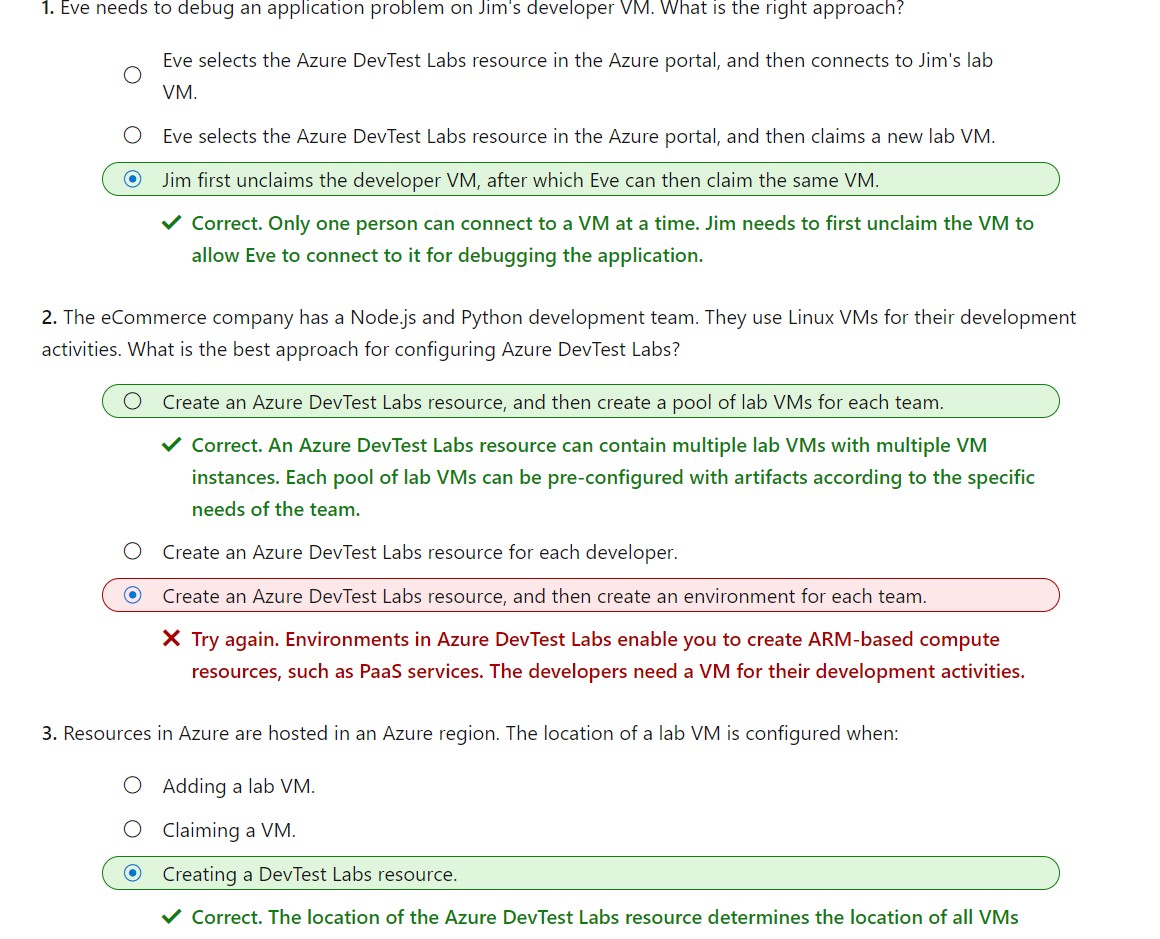 1. Eve needs to debug an application problem on Jim's developer VM. What is the right approach?
Eve selects the Azure DevTest Labs resource in the Azure portal, and then connects to Jim's lab
VM.
Eve selects the Azure DevTest Labs resource in the Azure portal, and then claims a new lab VM.
Jim first unclaims the developer VM, after which Eve can then claim the same VM.
Correct. Only one person can connect to a VM at a time. Jim needs to first unclaim the VM to
allow Eve to connect to it for debugging the application.
2. The eCommerce company has a Node.js and Python development team. They use Linux VMs for their development
activities. What is the best approach for configuring Azure DevTest Labs?
Create an Azure DevTest Labs resource, and then create a pool of lab VMs for each team.
Correct. An Azure DevTest Labs resource can contain multiple lab VMs with multiple VM
instances. Each pool of lab VMs can be pre-configured with artifacts according to the specific
needs of the team.
Create an Azure DevTest Labs resource for each developer.
Create an Azure DevTest Labs resource, and then create an environment for each team.
Try again. Environments in Azure DevTest Labs enable you to create ARM-based compute
resources, such as PaaS services. The developers need a VM for their development activities.
3. Resources in Azure are hosted in an Azure region. The location of a lab VM is configured when:
Adding a lab VM.
Claiming a VM.
Creating a DevTest Labs resource.
Correct. The location of the Azure DevTest Labs resource determines the location of all VMs